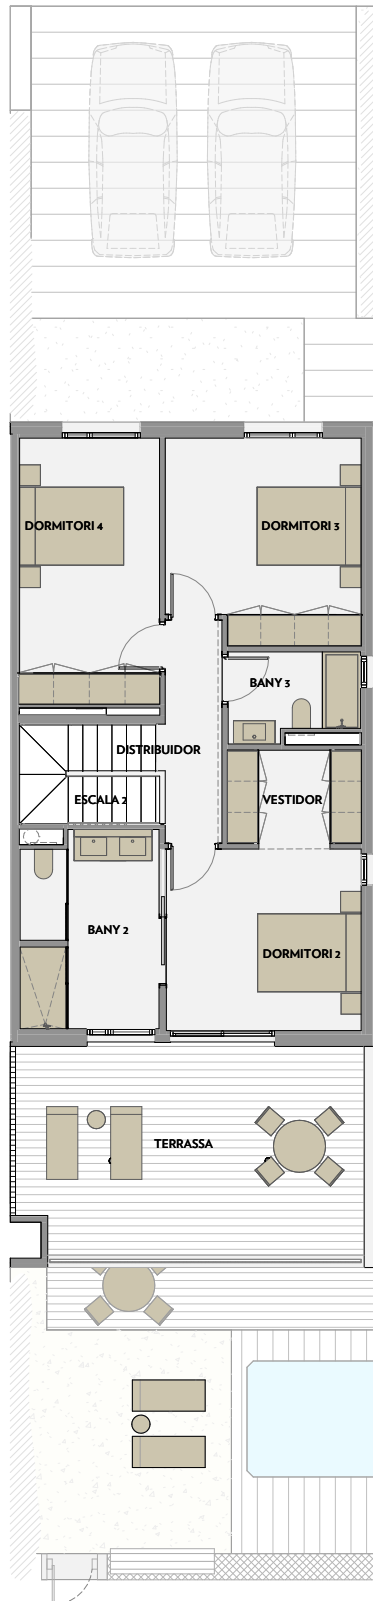 DORMITORI 4
DORMITORI 3
BANY 3
DISTRIBUIDOR
ESCALA 2
VESTIDOR
BANY 2
DORMITORI 2
TERRASSA